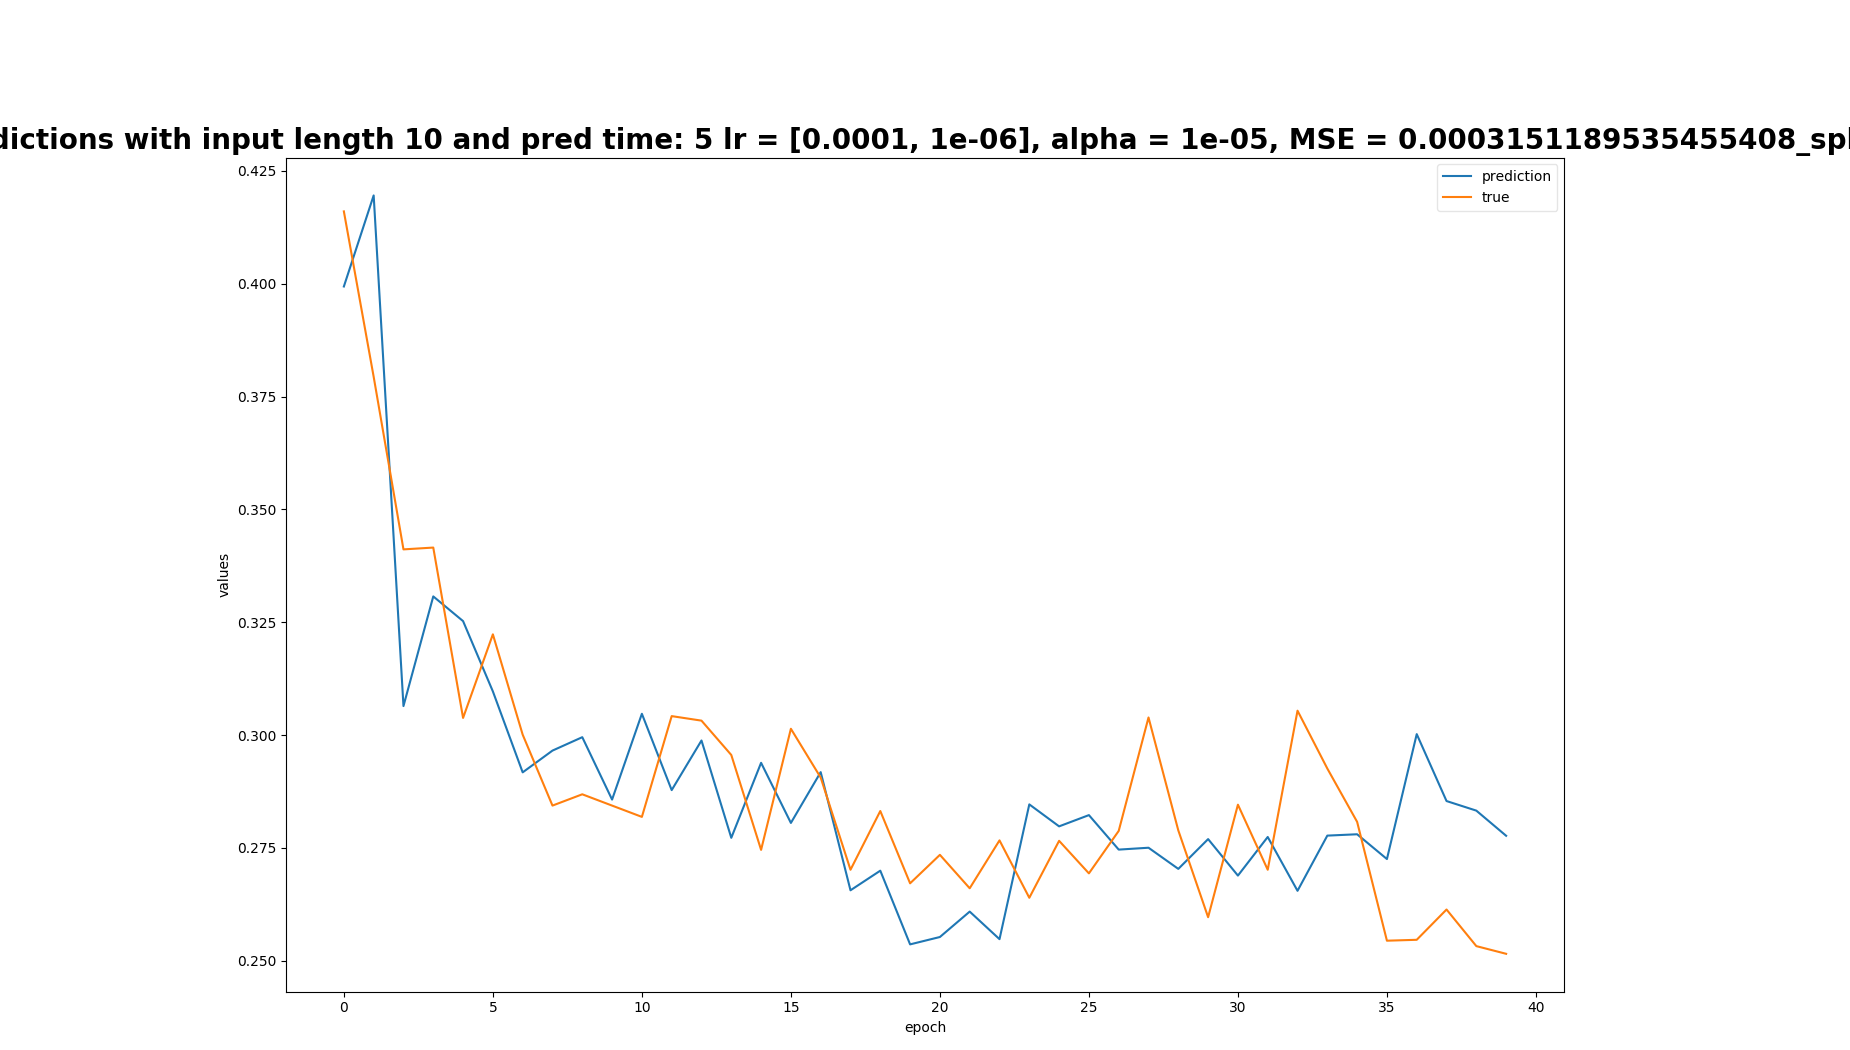 dictions with input length 10 and pred time: 5 lr = [0.0001, 1e-06], alpha = 1e-05, MSE = 0.0003151189535455408_spl
prediction
true
0.425
0.400
0.375
0.350
0.325
0.300
0.275
0.250
values
0 5 10 15 20 25 30 35 40
epoch